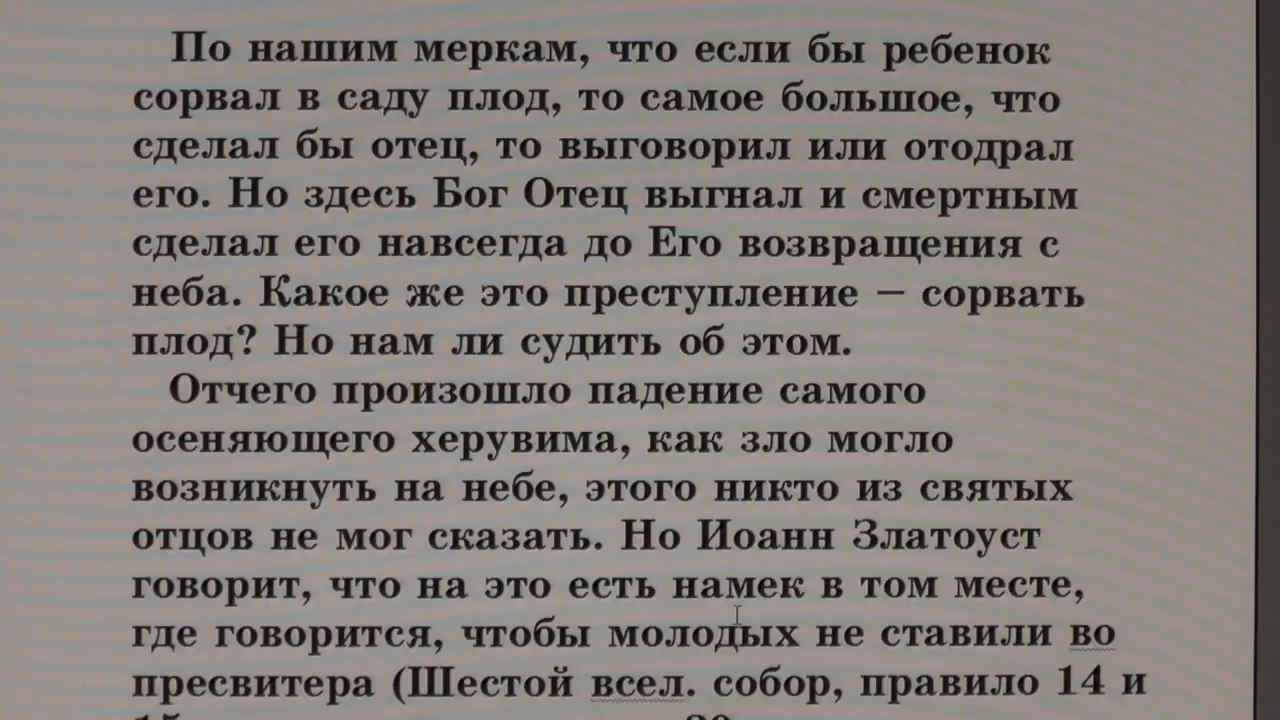 По нашим меркам, что если бы ребенок
сорвал в саду плод, то самое большое, что
сделал бы отец, то выговорил или отодрал
его. Но здесь Бог Отец выгнал и смертным
сделал его навсегда до Его возвращения с
неба. Какое же это преступление – сорвать
плод? Но нам ли судить об этом.
Отчего произошло падение самого
осеняющего херувима, как зло могло
возникнуть на небе, этого никто из святых
отцов не мог сказать. Но Иоанн Златоуст
говорит, что на это есть намек в том месте,
где говорится, чтобы молодых не ставили во
пресвитера (Шестой всел. собор, правило 14 и